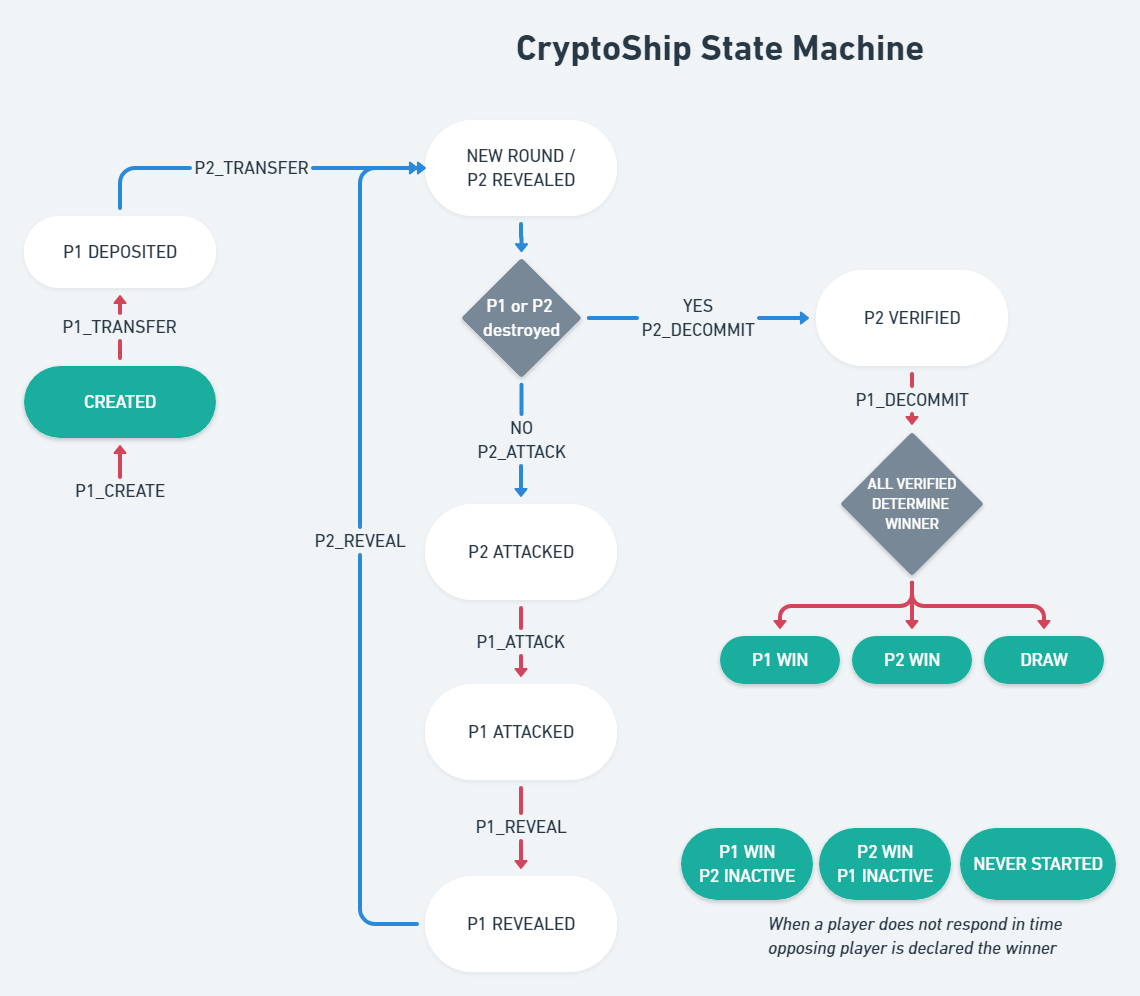 CryptoShip State Machine
P2_TRANSFER
NEW ROUND /
P2 REVEALED
P1 DEPOSITED
P1_TRANSFER
CREATED
P1_CREATE
P1 or P2
destroyed
YES
P2_DECOMMIT
P2 VERIFIED
P1_DECOMMIT
NO
P2_ATTACK
ALL VERIFIED
DETERMINE
WINNER
P2_REVEAL
P2 ATTACKED
P1_ATTACK
P1 WIN
P2 WIN
DRAW
P1 ATTACKED
P1_REVEAL
P1 REVEALED
P1 WIN
P2 INACTIVE
P2 WIN
P1 INACTIVE
NEVER STARTED
When a player does not respond in time
opposing player is declared the winner